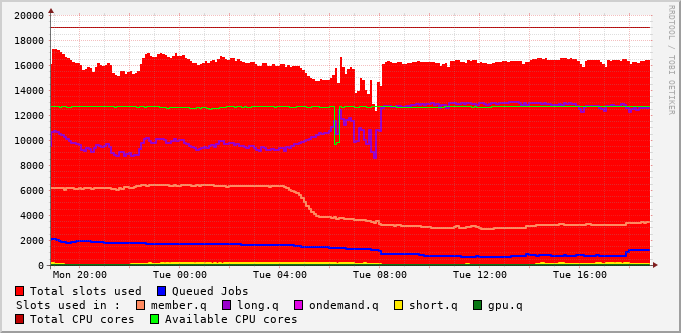 20000
18000
16000
14000
12000
10000
8000
6000
4000
2000
0
Mon 20:00 Tue 00:00 Tue 04:00 Tue 08:00 Tue 12:00 Tue 16:00
Total slots used Queued Jobs
Slots used in : member.q long.q ondemand.q short.q gpu.q
Total CPU cores Available CPU cores
RRDTOOL / TOBI OETIKER